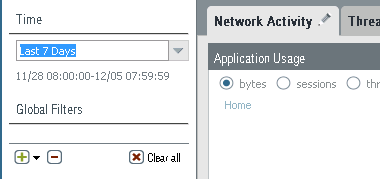 Time
Last 7 Days
11/28 08:00:00-12/05 07:59:59
Global Filters
Clear all
Network Activity
Application Usage
bytes sessions
Home